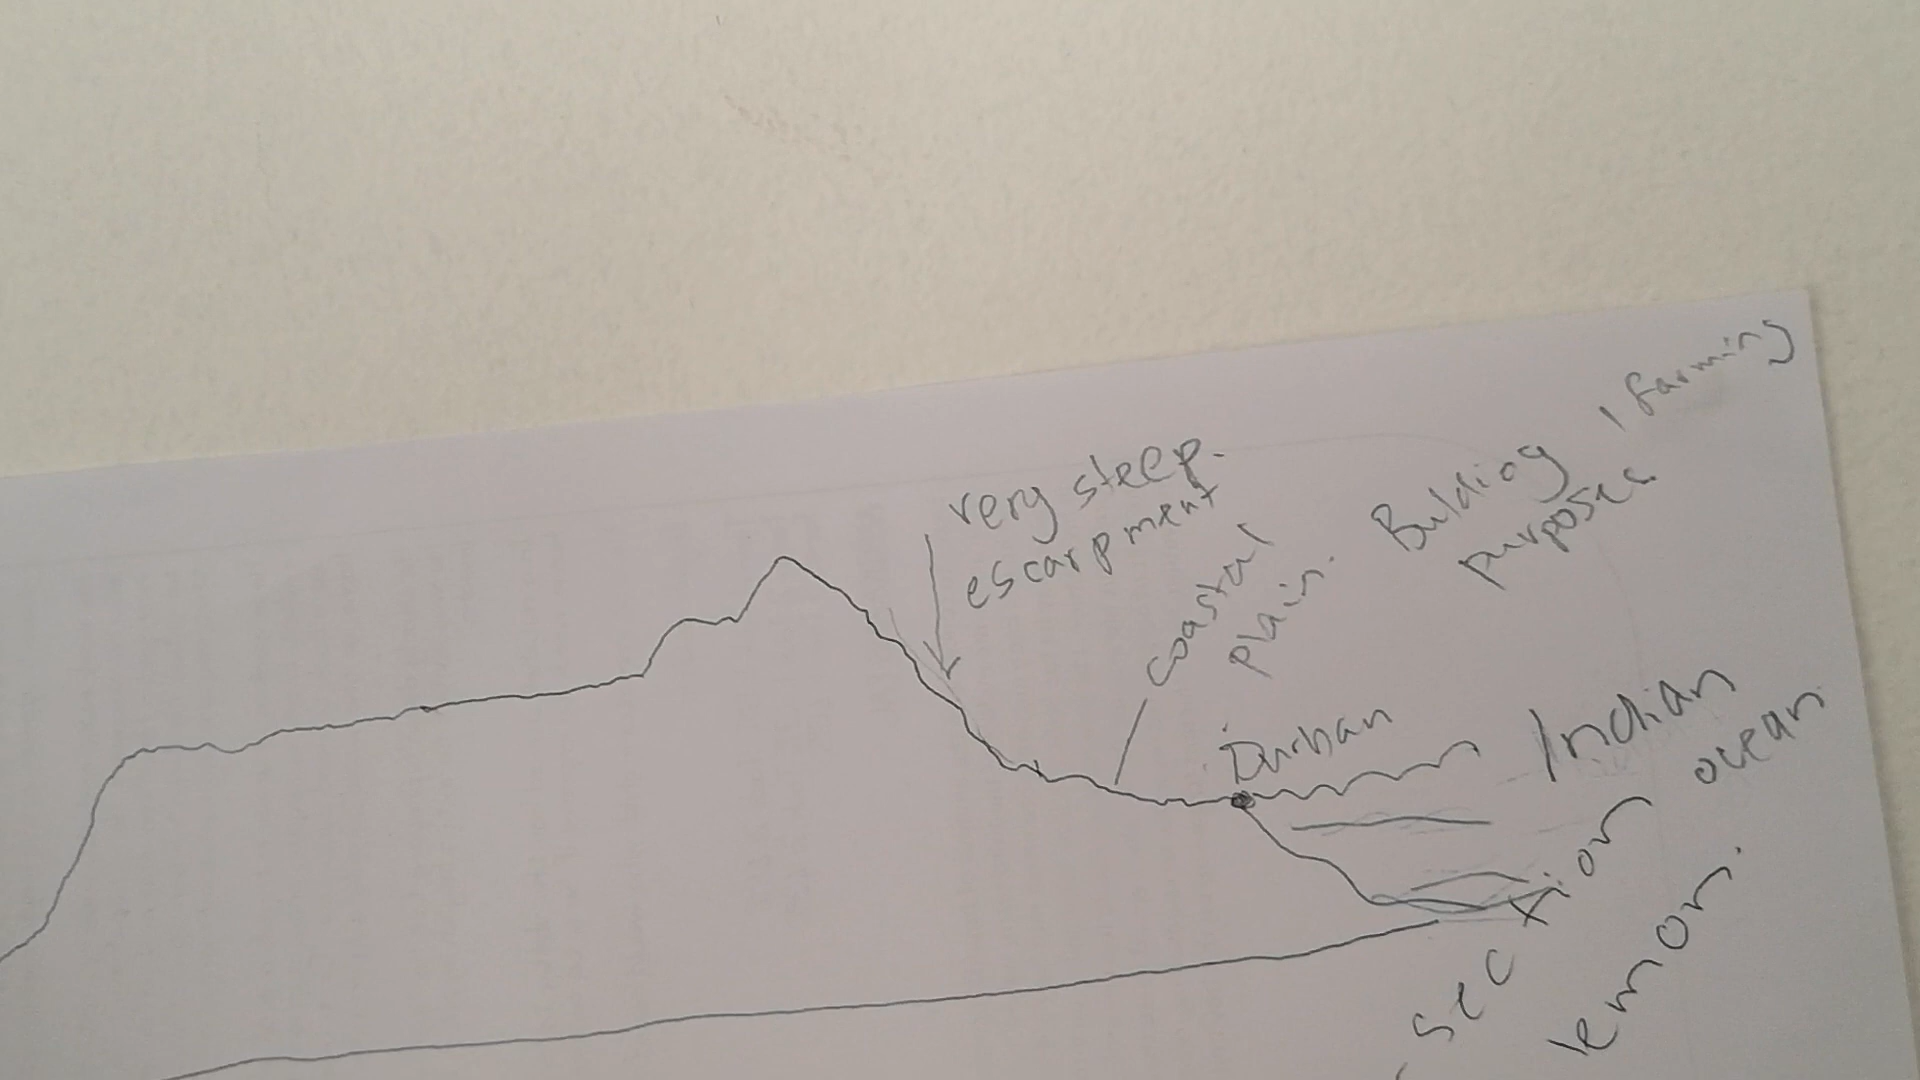 very steep.
escarpment
coastal
plain.
Building / farming
purposes.
Durban
Indian
ocean
section
lemon.